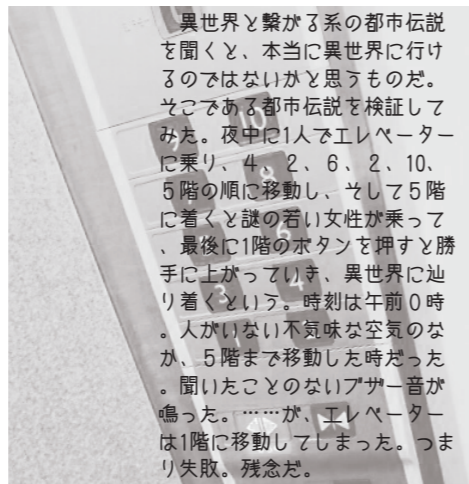 異世界と繋がる系の都市伝説
を聞くと、本当に異世界に行け
るのではないかと思うものだ。
そこである都市伝説を検証して
みた。夜中に1人でエレベーター
に乗り、４、２、６、２、10、
５階の順に移動し、そして５階
に着くと謎の若い女性が乗って
、最後に1階のボタンを押すと勝
手に上がっていき、異世界に辿
り着くという。時刻は午前０時
。人がいない不気味な空気のな
か、５階まで移動した時だった
。聞いたことのないブザー音が
鳴った。……が、エレベーター
は1階に移動してしまった。つま
り失敗。残念だ。